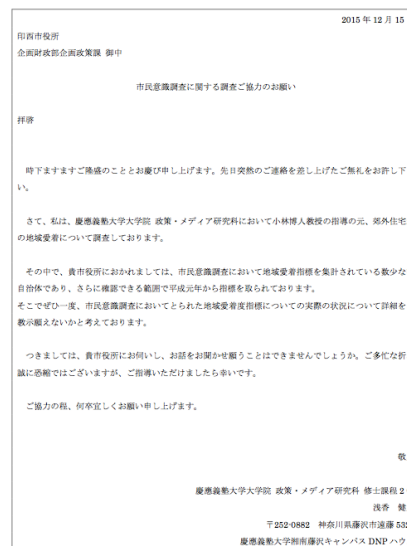 2015 年 12 月 15
印西市役所
企画財政部企画政策課 御中
市民意識調査に関する調査ご協力のお願い
拝啓
時下ますますご隆盛のこととお慶び申し上げます。先日突然のご連絡を差し上げたご無礼をお許し下
い。
さて、私は、慶應義塾大学大学院 政策・メディア研究科において小林博人教授の指導の元、郊外住宅
の地域愛着について調査しております。
その中で、貴市役所におかれましては、市民意識調査において地域愛着指標を集計されている数少な
自治体であり、さらに確認できる範囲で平成元年から指標を取られております。
そこでぜひ一度、市民意識調査においてとられた地域愛着度指標についての実際の状況について詳細を
教示願えないかと考えております。
つきましては、貴市役所にお伺いし、お話をお聞かせ願うことはできませんでしょうか。ご多忙な折
誠に恐縮ではございますが、ご指導いただけましたら幸いです。
ご協力の程、何卒宜しくお願い申し上げます。
敬
慶應義塾大学大学院 政策・メディア研究科 修士課程 2
浅香 健
〒252-0882 神奈川県藤沢市遠藤 532
慶應義塾大学湘南藤沢キャンパス DNP ハウ